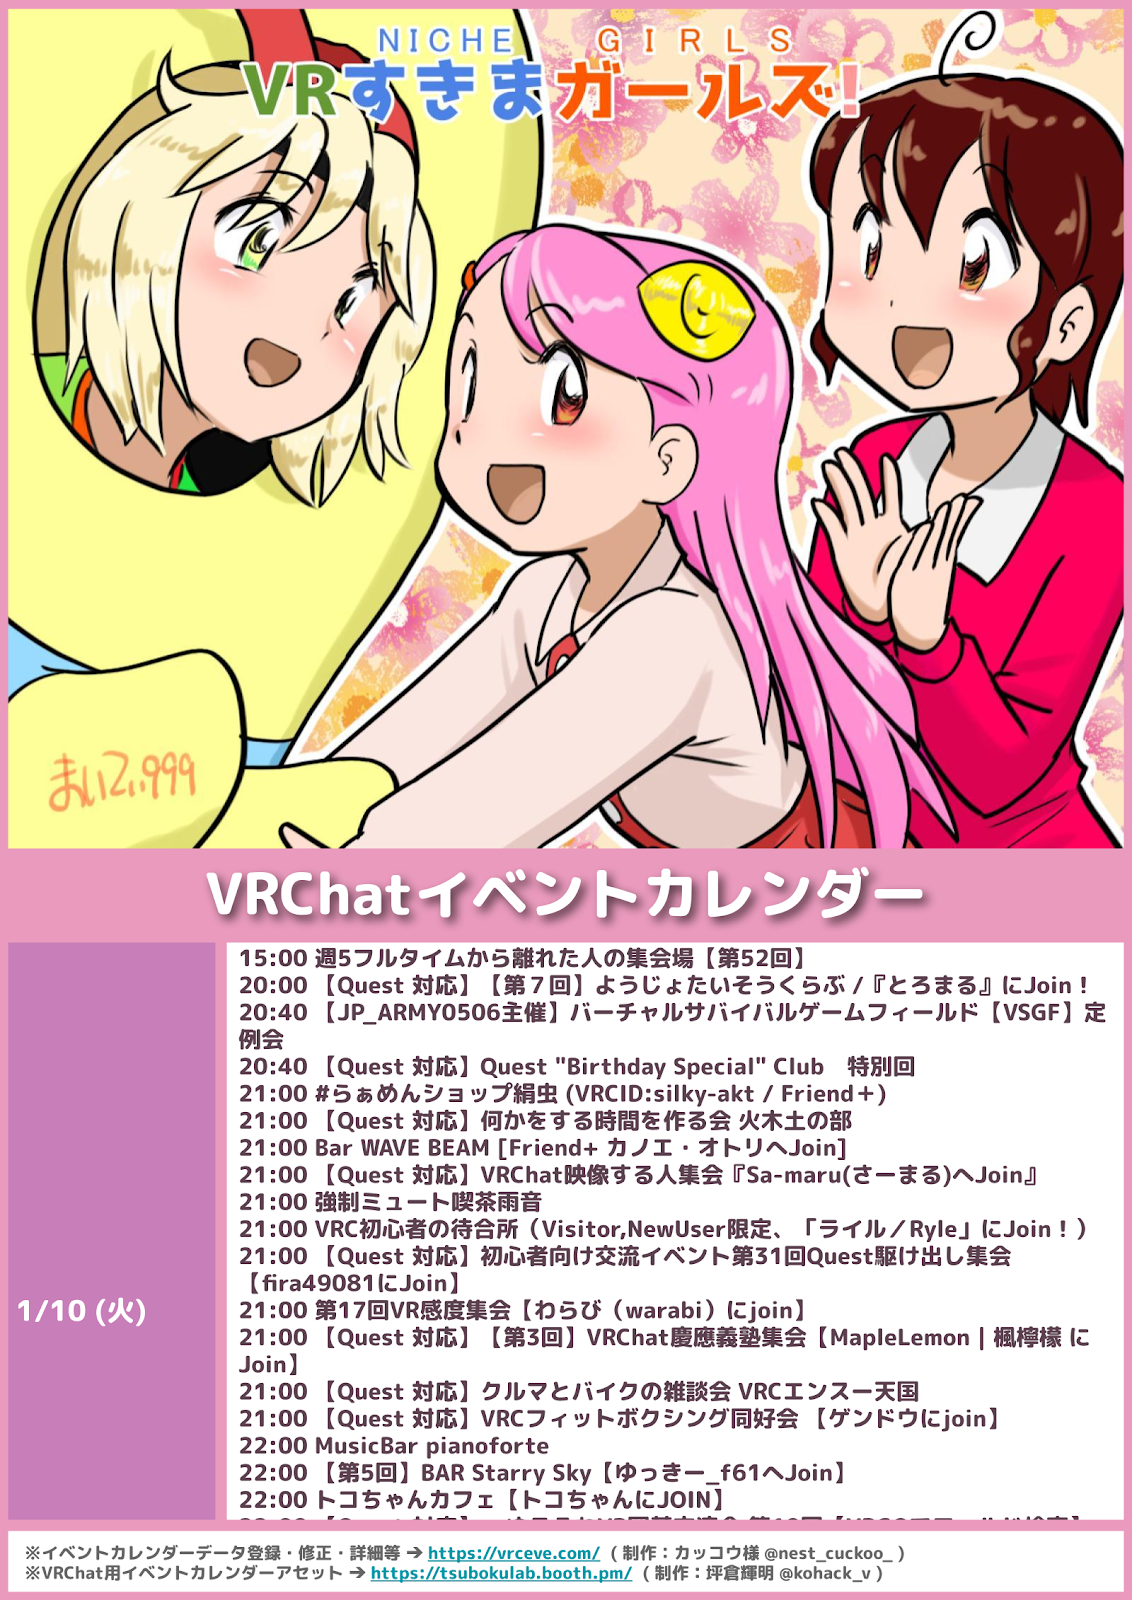 NICHE GIRLS
VRすきまガールズ!
まいてぃ999
VRChatイベントカレンダー
1/10 (火)
15:00 週5フルタイムから離れた人の集会場【第52回】
20:00 【Quest 対応】【第７回】ようじょたいそうくらぶ /『とろまる』にJoin！
20:40 【JP_ARMY0506主催】バーチャルサバイバルゲームフィールド【VSGF】定
例会
20:40 【Quest 対応】Quest "Birthday Special" Club　特別回
21:00 #らぁめんショップ絹虫 (VRCID:silky-akt / Friend＋)
21:00 【Quest 対応】何かをする時間を作る会 火木土の部
21:00 Bar WAVE BEAM [Friend+ カノエ・オトリへJoin]
21:00 【Quest 対応】VRChat映像する人集会『Sa-maru(さーまる)へJoin』
21:00 強制ミュート喫茶雨音
21:00 VRC初心者の待合所（Visitor,NewUser限定、「ライル／Ryle」にJoin！）
21:00 【Quest 対応】初心者向け交流イベント第31回Quest駆け出し集会
【fira49081にJoin】
21:00 第17回VR感度集会【わらび（warabi）にjoin】
21:00 【Quest 対応】【第3回】VRChat慶應義塾集会【MapleLemon | 楓檸檬 に
Join】
21:00 【Quest 対応】クルマとバイクの雑談会 VRCエンスー天国
21:00 【Quest 対応】VRCフィットボクシング同好会 【ゲンドウにjoin】
22:00 MusicBar pianoforte
22:00 【第5回】BAR Starry Sky【ゆっきー_f61へJoin】
22:00 トコちゃんカフェ【トコちゃんにJOIN】
※イベントカレンダーデータ登録・修正・詳細等 ➔ https://vrceve.com/ ( 制作：カッコウ様 @nest_cuckoo_ )
※VRChat用イベントカレンダーアセット ➔ https://tsubokulab.booth.pm/ ( 制作：坪倉輝明 @kohack_v )